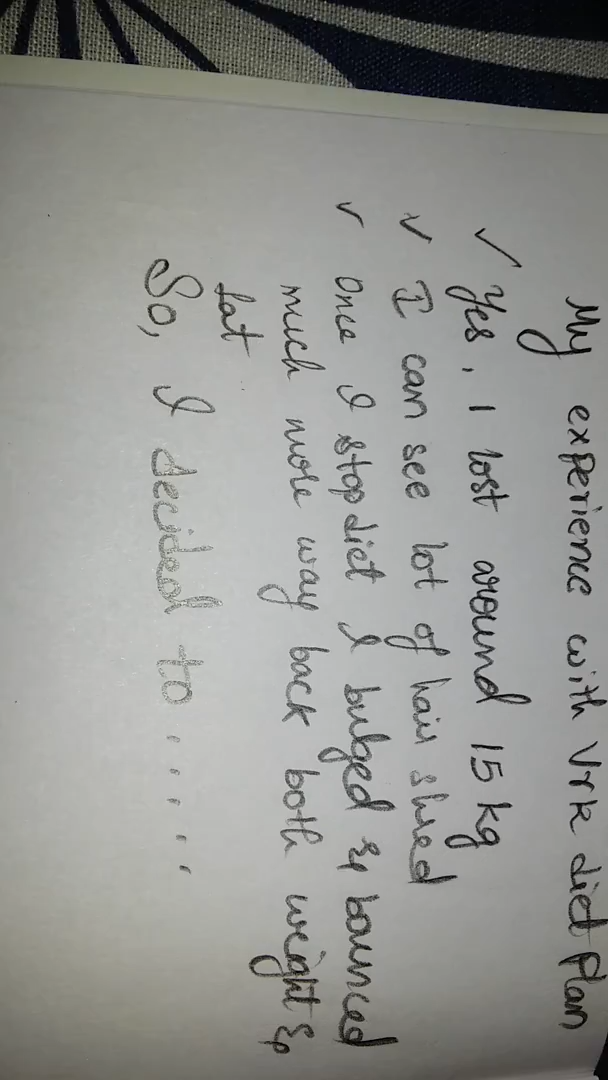 My experience with Vrk diet plan
✓ Yes, I lost around 15 kg
✓ I can see lot of hair shred
✓ Once I stop diet I bulged & bounced
much more way back both weight &
fat
So, I decided to.....